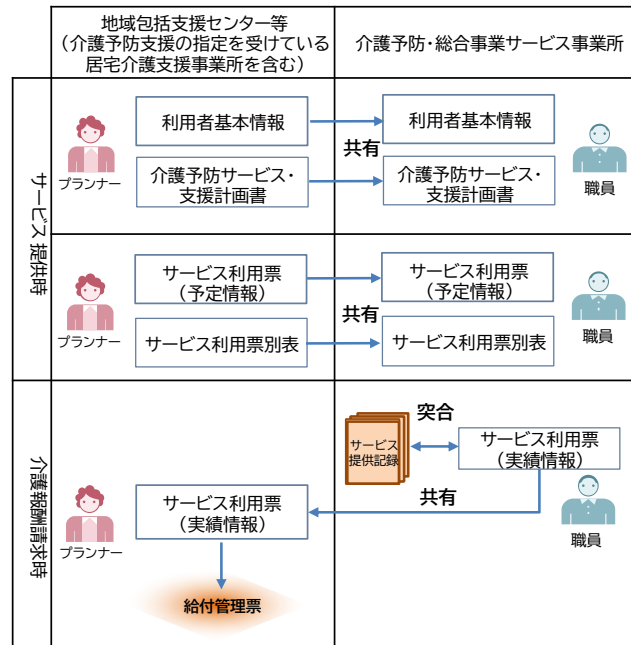 地域包括支援センター等
(介護予防支援の指定を受けている
居宅介護支援事業所を含む)
介護予防・総合事業サービス事業所
サービス提供時
利用者基本情報
利用者基本情報
共有
プランナー
介護予防サービス・
支援計画書
介護予防サービス・
支援計画書
職員
サービス利用票
(予定情報)
サービス利用票
(予定情報)
共有
プランナー
サービス利用票別表
サービス利用票別表
職員
介護報酬請求時
突合
サービス
提供記録
サービス利用票
(実績情報)
共有
サービス利用票
(実績情報)
プランナー
職員
給付管理票